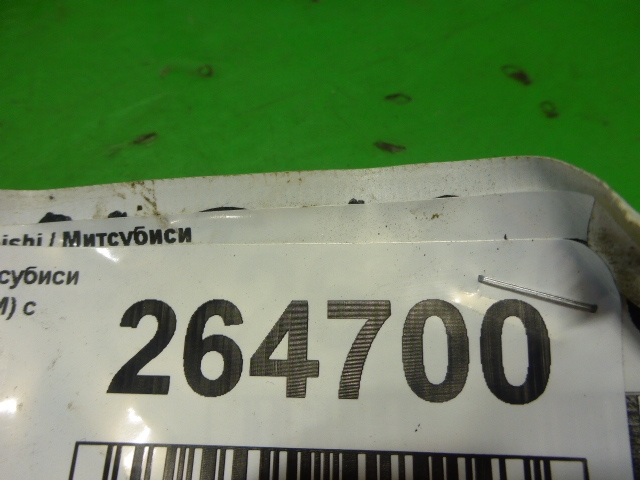 ishi / Митсубиси
субиси
) с
264700